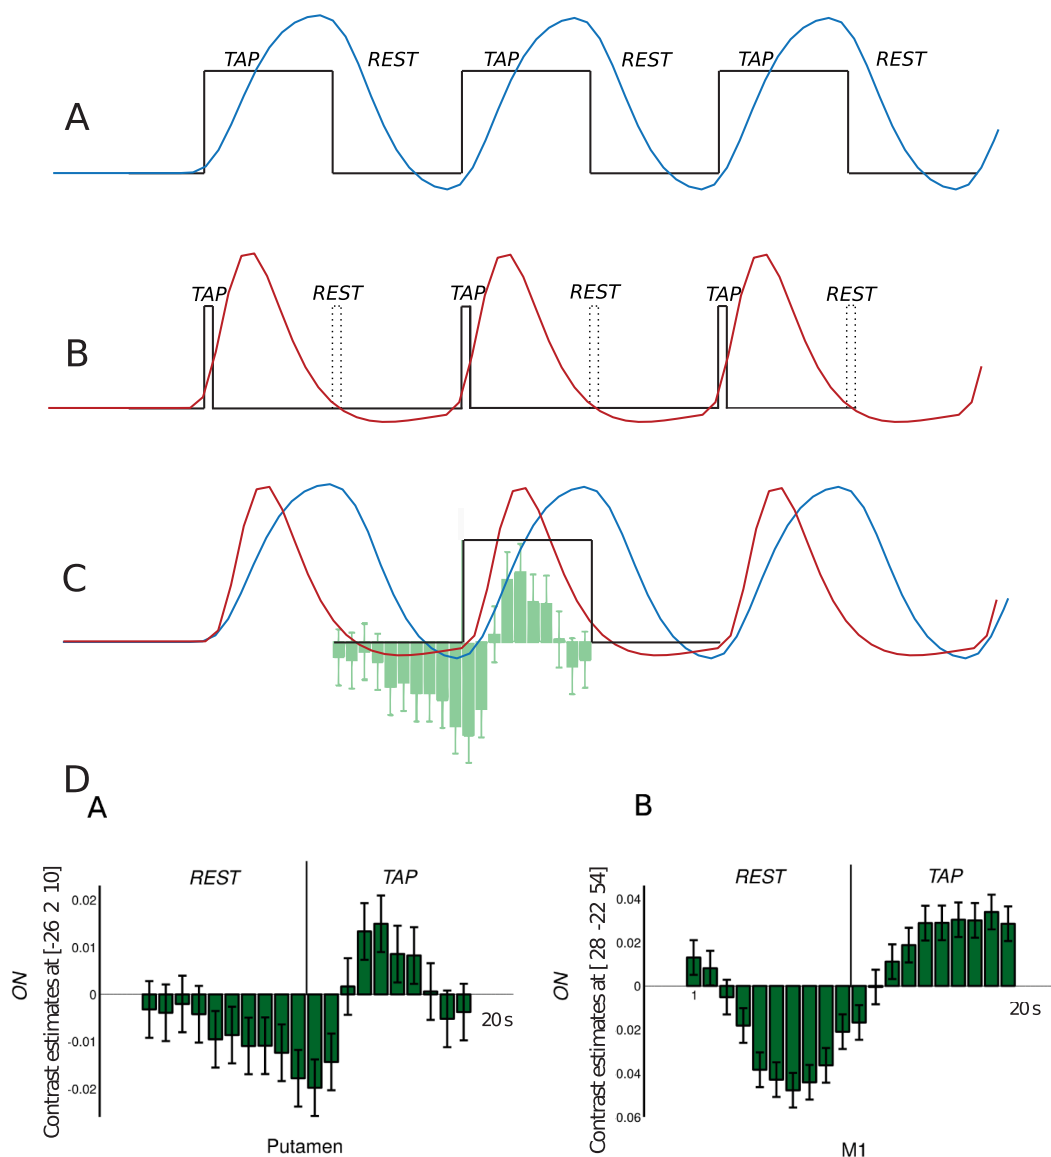 TAP REST TAP REST TAP REST
A
TAP REST TAP REST TAP REST
B
C
D
A
B
REST TAP
REST TAP
ON
Contrast estimates at [-26 2 10]
0.02
0.01
0
-0.01
-0.02
20 s
Putamen
ON
Contrast estimates at [ 28 -22 54]
0.04
0.02
0
0.02
0.04
0.06
1
20 s
M1